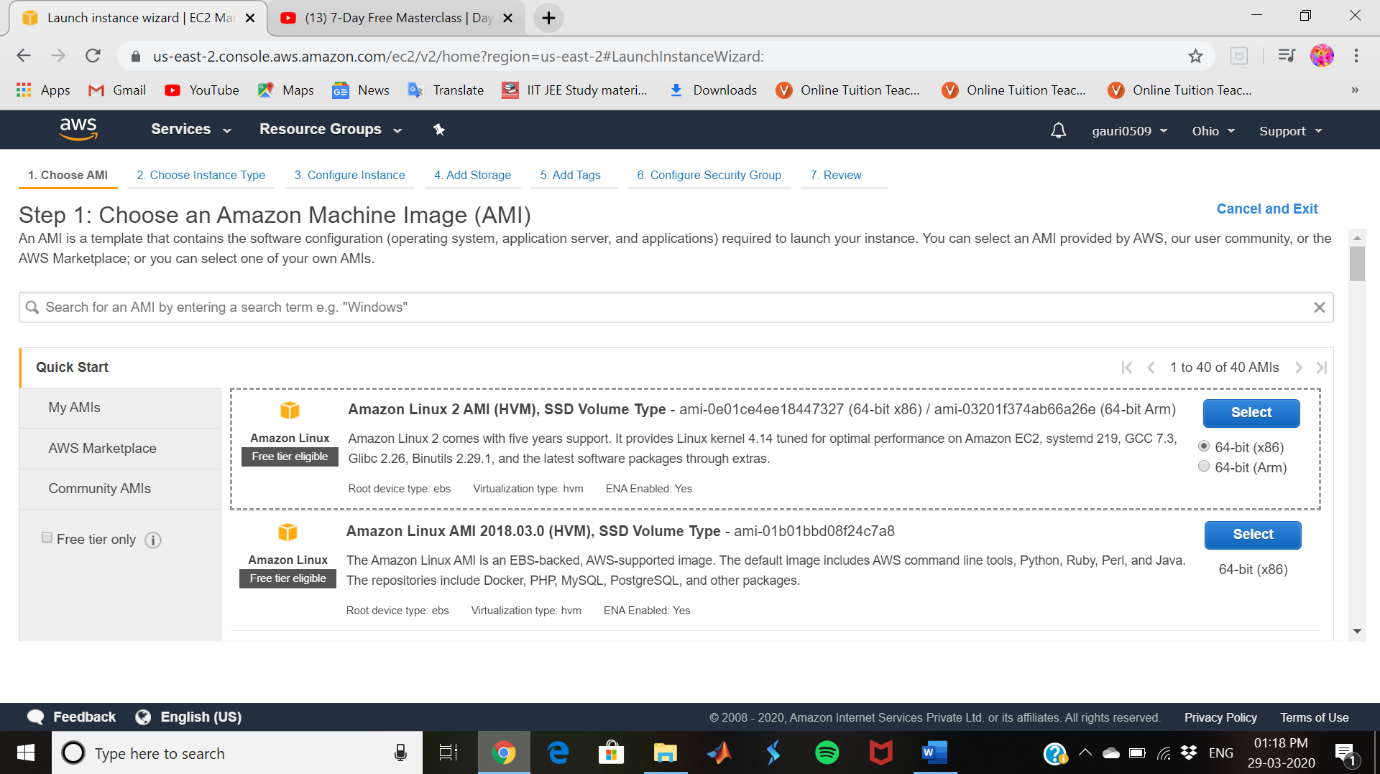 Launch instance wizard | EC2 Mar
(13) 7-Day Free Masterclass | Day
us-east-2.console.aws.amazon.com/ec2/v2/home?region=us-east-2#LaunchInstanceWizard:
Apps Gmail YouTube Maps News Translate IIT JEE Study materi... Downloads Online Tuition Teac... Online Tuition Teac... Online Tuition Teac... »
aws Services Resource Groups gauri0509 Ohio Support
1. Choose AMI 2. Choose Instance Type 3. Configure Instance 4. Add Storage 5. Add Tags 6. Configure Security Group 7. Review
Step 1: Choose an Amazon Machine Image (AMI)
Cancel and Exit
An AMI is a template that contains the software configuration (operating system, application server, and applications) required to launch your instance. You can select an AMI provided by AWS, our user community, or the
AWS Marketplace; or you can select one of your own AMIs.
Search for an AMI by entering a search term e.g. "Windows"
Quick Start
1 to 40 of 40 AMIs
My AMIs
AWS Marketplace
Community AMIs
Free tier only
Amazon Linux
Free tier eligible
Amazon Linux 2 AMI (HVM), SSD Volume Type - ami-0e01ce4ee18447327 (64-bit x86) / ami-03201f374ab66a26e (64-bit Arm)
Amazon Linux 2 comes with five years support. It provides Linux kernel 4.14 tuned for optimal performance on Amazon EC2, systemd 219, GCC 7.3,
Glibc 2.26, Binutils 2.29.1, and the latest software packages through extras.
Root device type: ebs Virtualization type: hvm ENA Enabled: Yes
Select
64-bit (x86)
64-bit (Arm)
Amazon Linux
Free tier eligible
Amazon Linux AMI 2018.03.0 (HVM), SSD Volume Type - ami-01b01bbd08f24c7a8
The Amazon Linux AMI is an EBS-backed, AWS-supported image. The default image includes AWS command line tools, Python, Ruby, Perl, and Java.
The repositories include Docker, PHP, MySQL, PostgreSQL, and other packages.
Root device type: ebs Virtualization type: hvm ENA Enabled: Yes
Select
64-bit (x86)
Feedback English (US) © 2008 - 2020, Amazon Internet Services Private Ltd. or its affiliates. All rights reserved. Privacy Policy Terms of Use
Type here to search
ENG
01:18 PM
29-03-2020
1